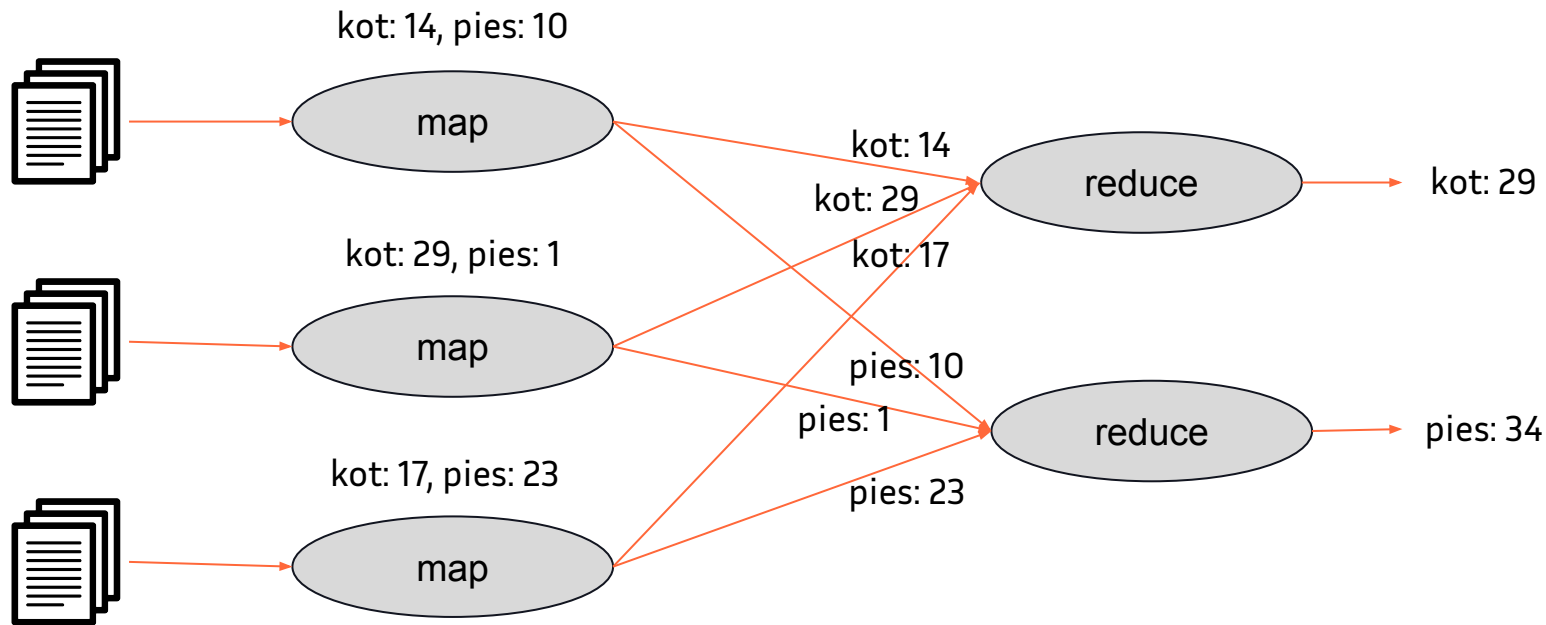 kot: 14, pies: 10
map
kot: 14
reduce
kot: 29
kot: 29
kot: 29, pies: 1
kot: 17
map
pies: 10
pies: 1
reduce
pies: 34
kot: 17, pies: 23
pies: 23
map